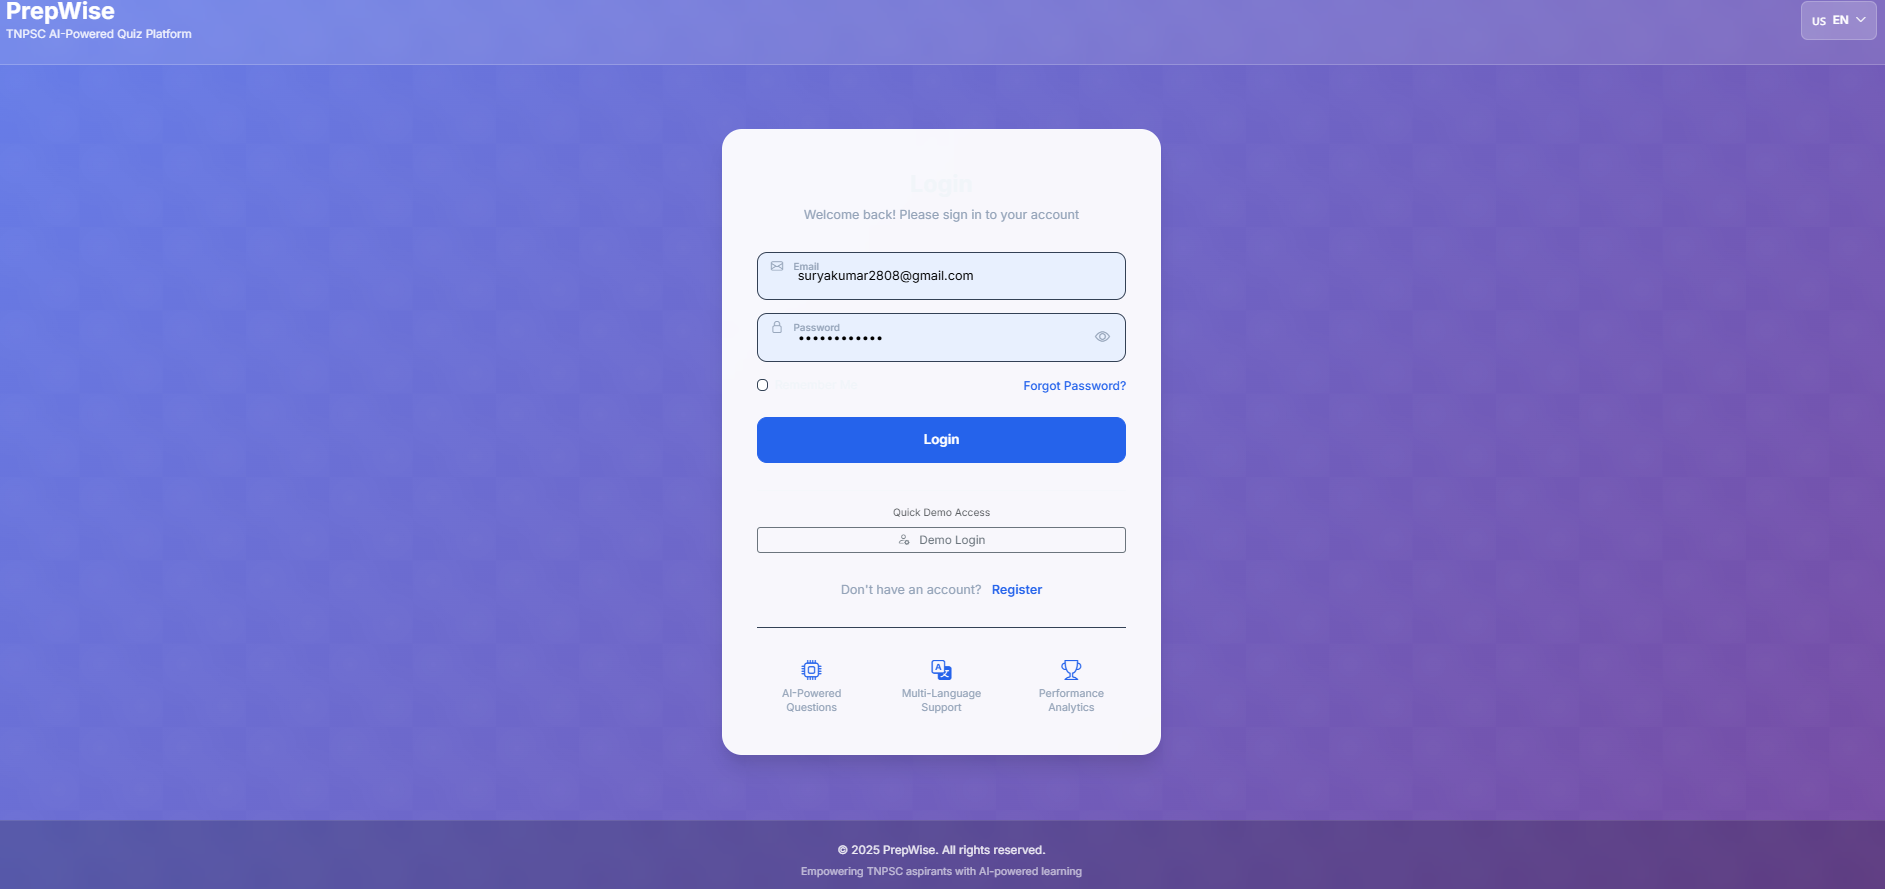 PrepWise
TNPSC AI-Powered Quiz Platform
US EN
Login
Welcome back! Please sign in to your account
Email
suryakumar2808@gmail.com
Password
••••••••••••
Forgot Password?
Login
Quick Demo Access
Demo Login
Don't have an account? Register
AI-Powered
Questions
Multi-Language
Support
Performance
Analytics
© 2025 PrepWise. All rights reserved.
Empowering TNPSC aspirants with AI-powered learning